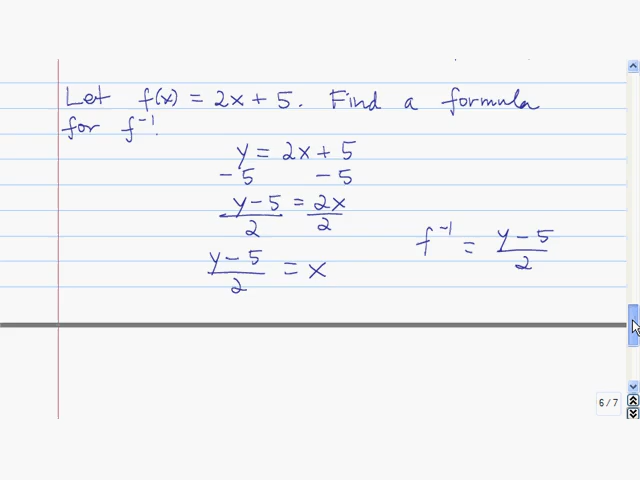 Let f(x) = 2x + 5. Find a formula
for f⁻¹.
y = 2x + 5
-5 -5
(y - 5)/2 = 2x/2
(y - 5)/2 = x
f⁻¹ = (y - 5)/2
6 / 7